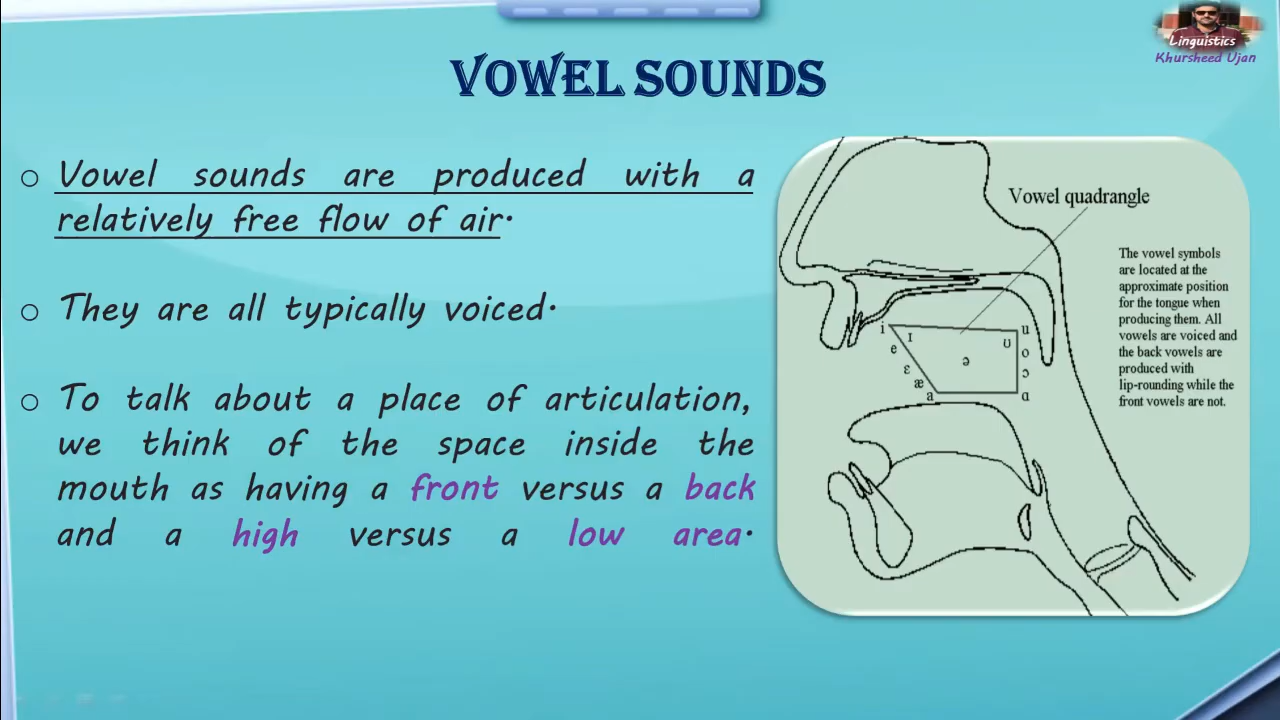 Linguistics
Khursheed Ujan
VOWEL SOUNDS
Vowel sounds are produced with a
relatively free flow of air.
They are all typically voiced.
To talk about a place of articulation,
we think of the space inside the
mouth as having a front versus a back
and a high versus a low area.
Vowel quadrangle
The vowel symbols
are located at the
approximate position
for the tongue when
producing them. All
vowels are voiced and
the back vowels are
produced with
lip-rounding while the
front vowels are not.
i u
ɪ ʊ
e o
ə
ɛ ɔ
æ
a ɑ